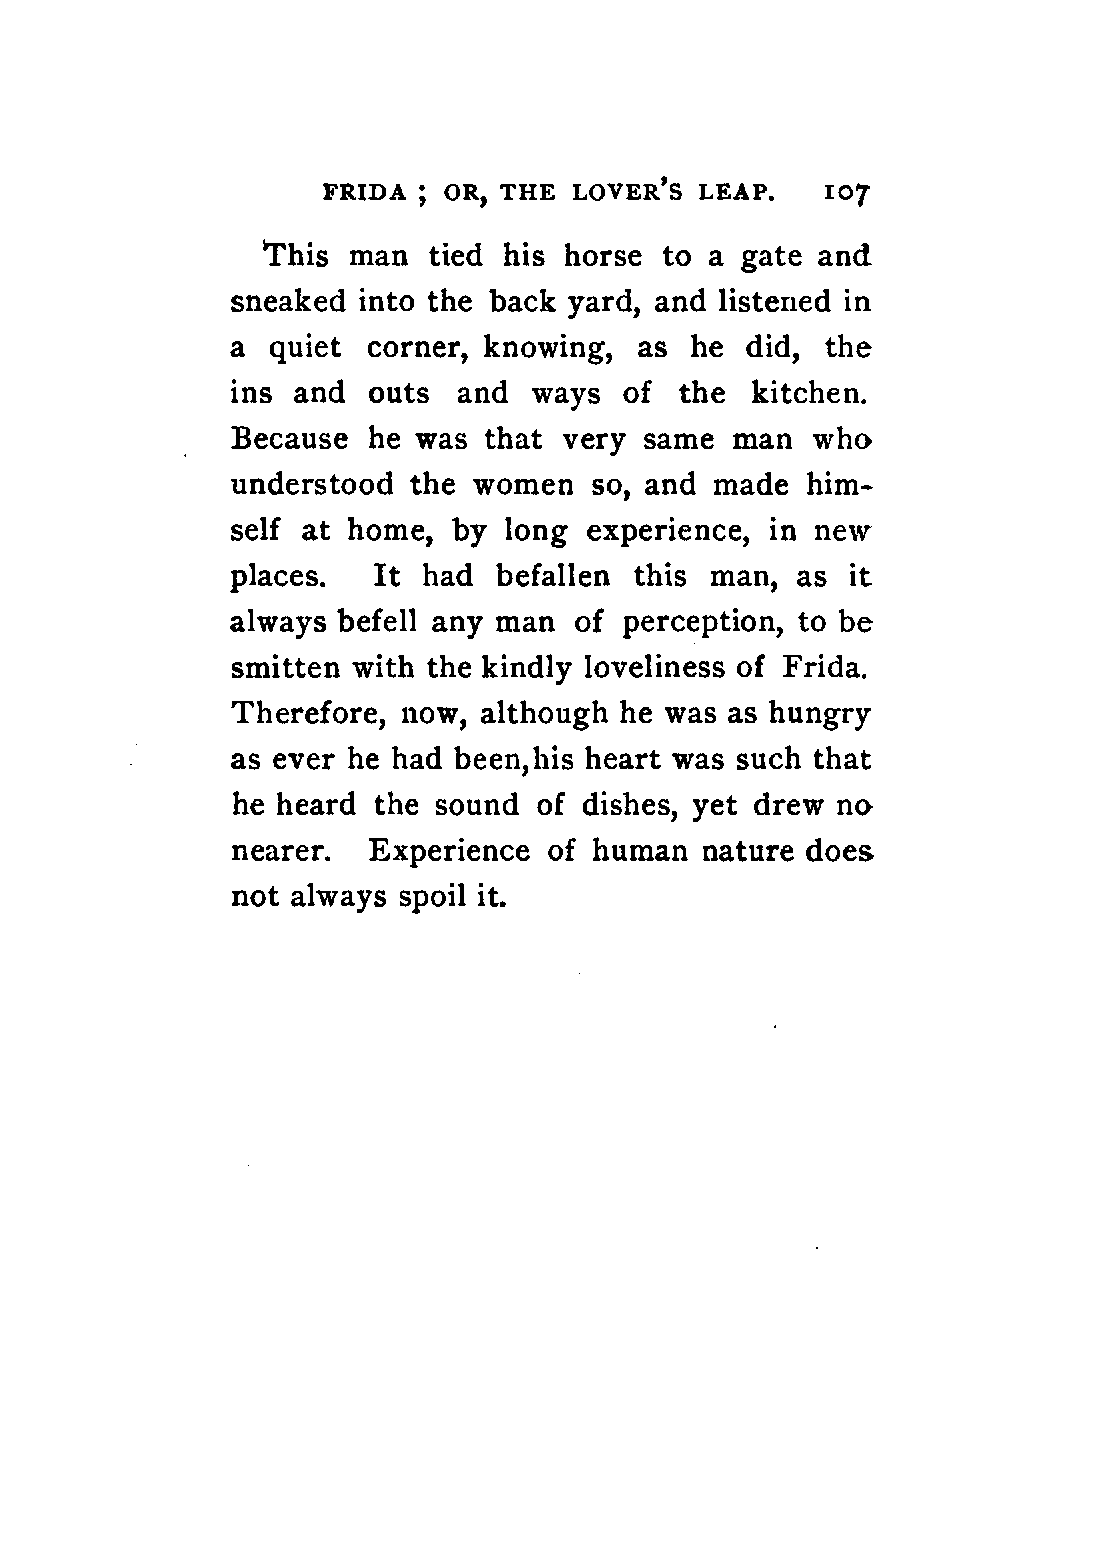 FRIDA ; OR, THE LOVER'S LEAP. 107
This man tied his horse to a gate and
sneaked into the back yard, and listened in
a quiet corner, knowing, as he did, the
ins and outs and ways of the kitchen.
Because he was that very same man who
understood the women so, and made him-
self at home, by long experience, in new
places. It had befallen this man, as it
always befell any man of perception, to be
smitten with the kindly loveliness of Frida.
Therefore, now, although he was as hungry
as ever he had been,his heart was such that
he heard the sound of dishes, yet drew no
nearer. Experience of human nature does
not always spoil it.